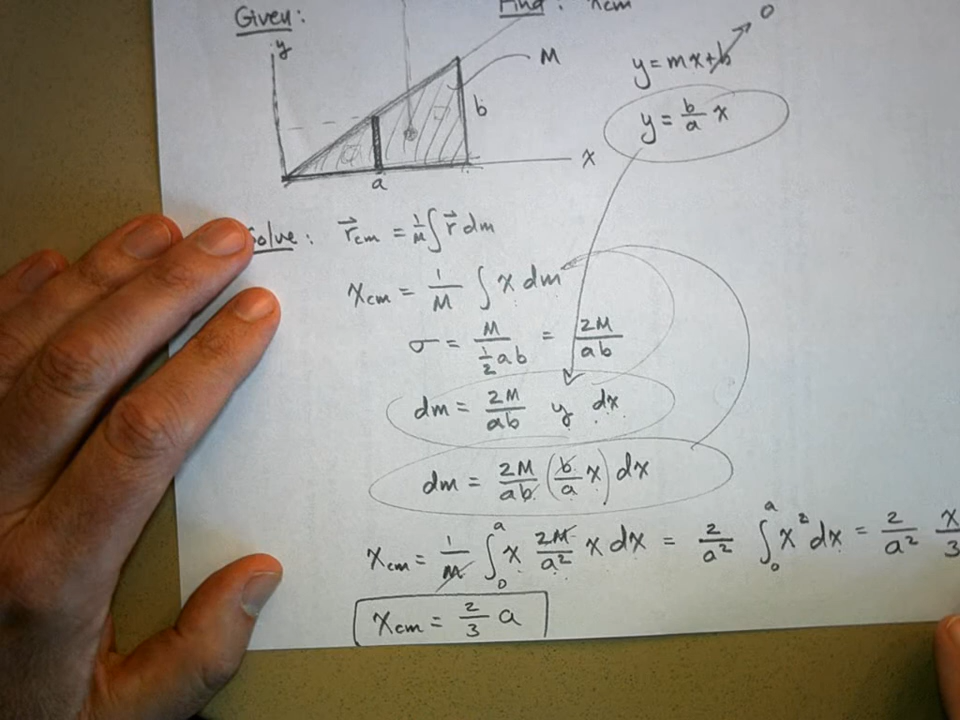 Given: Find: xcm
y
M
b
x
a
y = mx + b 0
y = b/a x
Solve: r⃗cm = 1/M ∫ r⃗ dm
xcm = 1/M ∫ x dm
σ = M / ½ab = 2M/ab
dm = 2M/ab y dx
dm = 2M/ab (b/a x) dx
xcm = 1/M ∫₀ᵃ x 2M/a² x dx = 2/a² ∫₀ᵃ x² dx = 2/a² x/3
xcm = 2/3 a